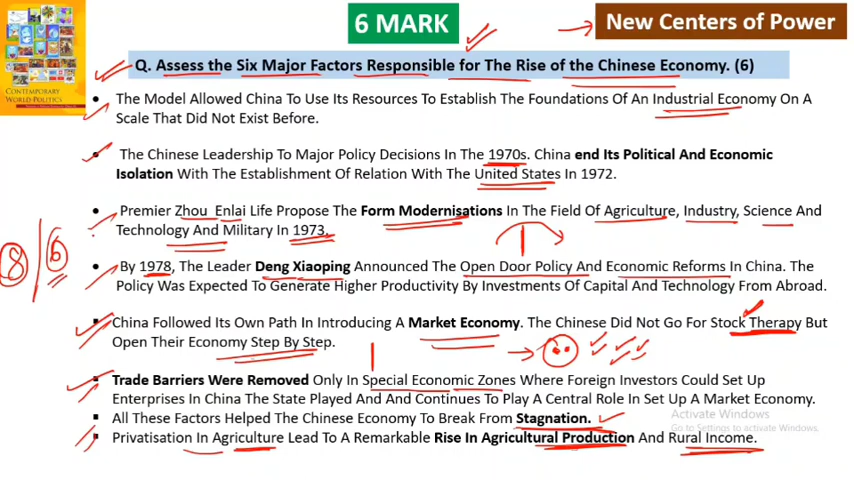 6 MARK
New Centers of Power
CONTEMPORARY
WORLD POLITICS
Q. Assess the Six Major Factors Responsible for The Rise of the Chinese Economy. (6)
• The Model Allowed China To Use Its Resources To Establish The Foundations Of An Industrial Economy On A
Scale That Did Not Exist Before.
• The Chinese Leadership To Major Policy Decisions In The 1970s. China end Its Political And Economic
Isolation With The Establishment Of Relation With The United States In 1972.
• Premier Zhou Enlai Life Propose The Form Modernisations In The Field Of Agriculture, Industry, Science And
Technology And Military In 1973.
8/6
• By 1978, The Leader Deng Xiaoping Announced The Open Door Policy And Economic Reforms In China. The
Policy Was Expected To Generate Higher Productivity By Investments Of Capital And Technology From Abroad.
▪ China Followed Its Own Path In Introducing A Market Economy. The Chinese Did Not Go For Stock Therapy But
Open Their Economy Step By Step.
▪ Trade Barriers Were Removed Only In Special Economic Zones Where Foreign Investors Could Set Up
Enterprises In China The State Played And And Continues To Play A Central Role In Set Up A Market Economy.
▪ All These Factors Helped The Chinese Economy To Break From Stagnation.
▪ Privatisation In Agriculture Lead To A Remarkable Rise In Agricultural Production And Rural Income.
Activate Windows
Go to Settings to activate Windows.